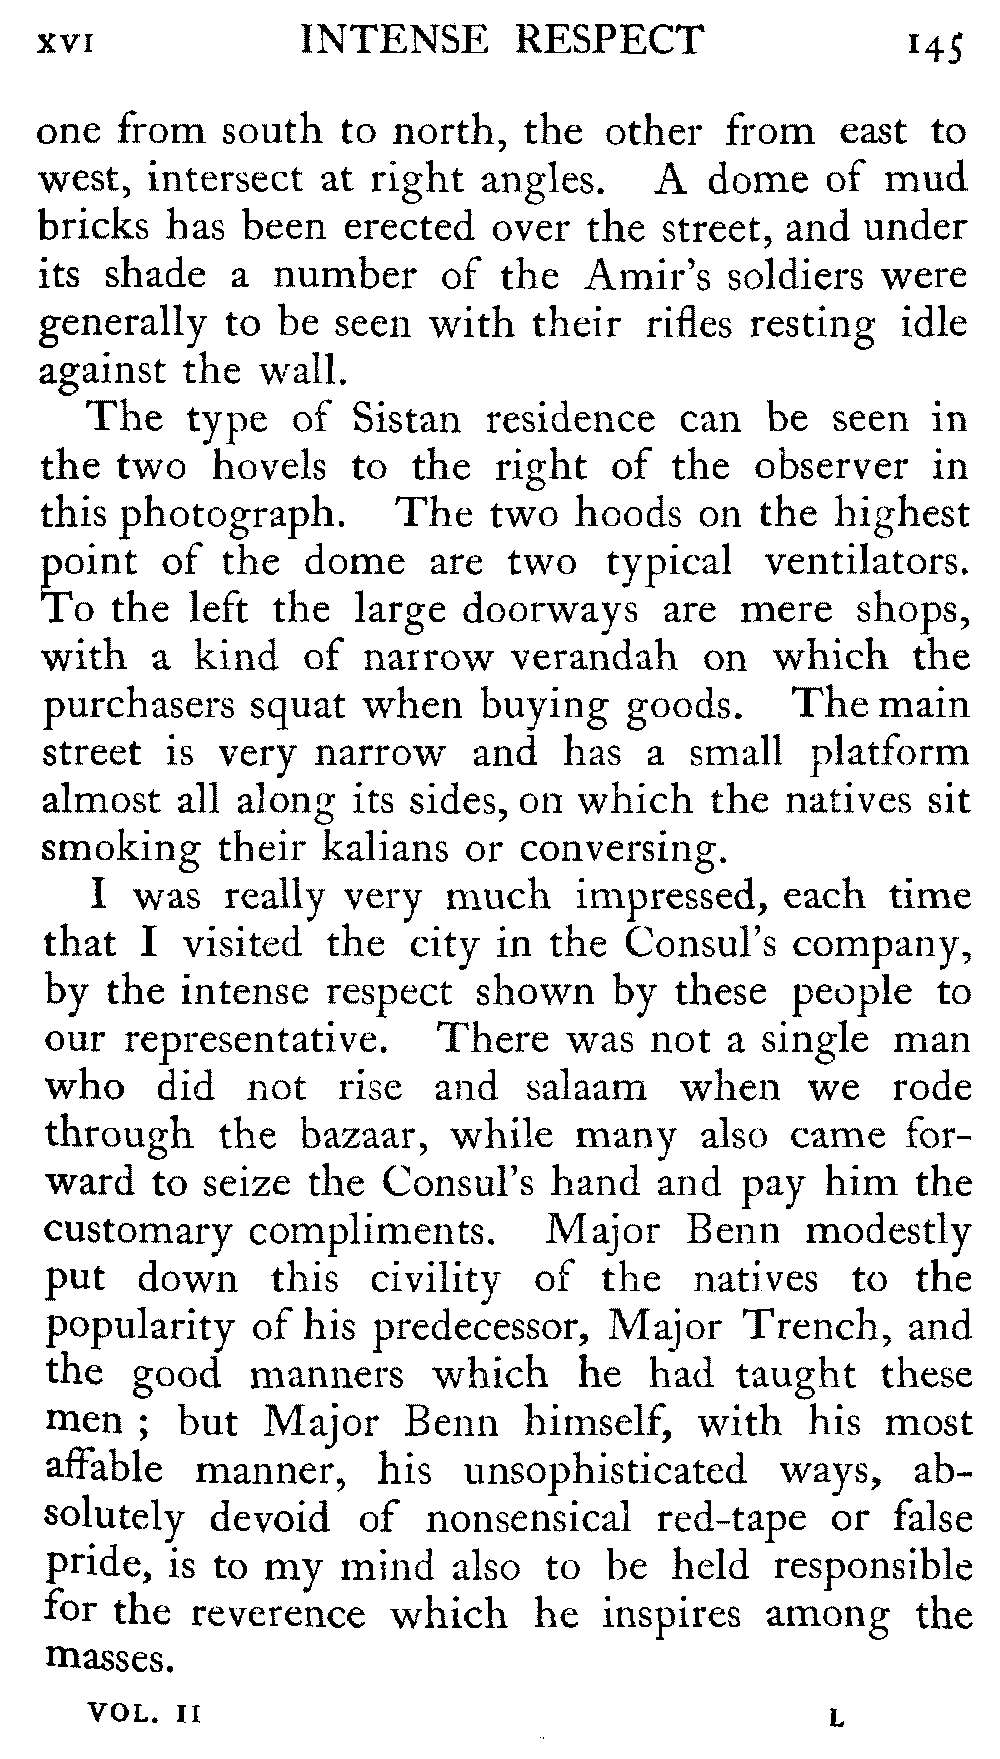 XVI INTENSE RESPECT 145
one from south to north, the other from east to
west, intersect at right angles. A dome of mud
bricks has been erected over the street, and under
its shade a number of the Amir's soldiers were
generally to be seen with their rifles resting idle
against the wall.
The type of Sistan residence can be seen in
the two hovels to the right of the observer in
this photograph. The two hoods on the highest
point of the dome are two typical ventilators.
To the left the large doorways are mere shops,
with a kind of narrow verandah on which the
purchasers squat when buying goods. The main
street is very narrow and has a small platform
almost all along its sides, on which the natives sit
smoking their kalians or conversing.
I was really very much impressed, each time
that I visited the city in the Consul's company,
by the intense respect shown by these people to
our representative. There was not a single man
who did not rise and salaam when we rode
through the bazaar, while many also came for-
ward to seize the Consul's hand and pay him the
customary compliments. Major Benn modestly
put down this civility of the natives to the
popularity of his predecessor, Major Trench, and
the good manners which he had taught these
men ; but Major Benn himself, with his most
affable manner, his unsophisticated ways, ab-
solutely devoid of nonsensical red-tape or false
pride, is to my mind also to be held responsible
for the reverence which he inspires among the
masses.
VOL. II L